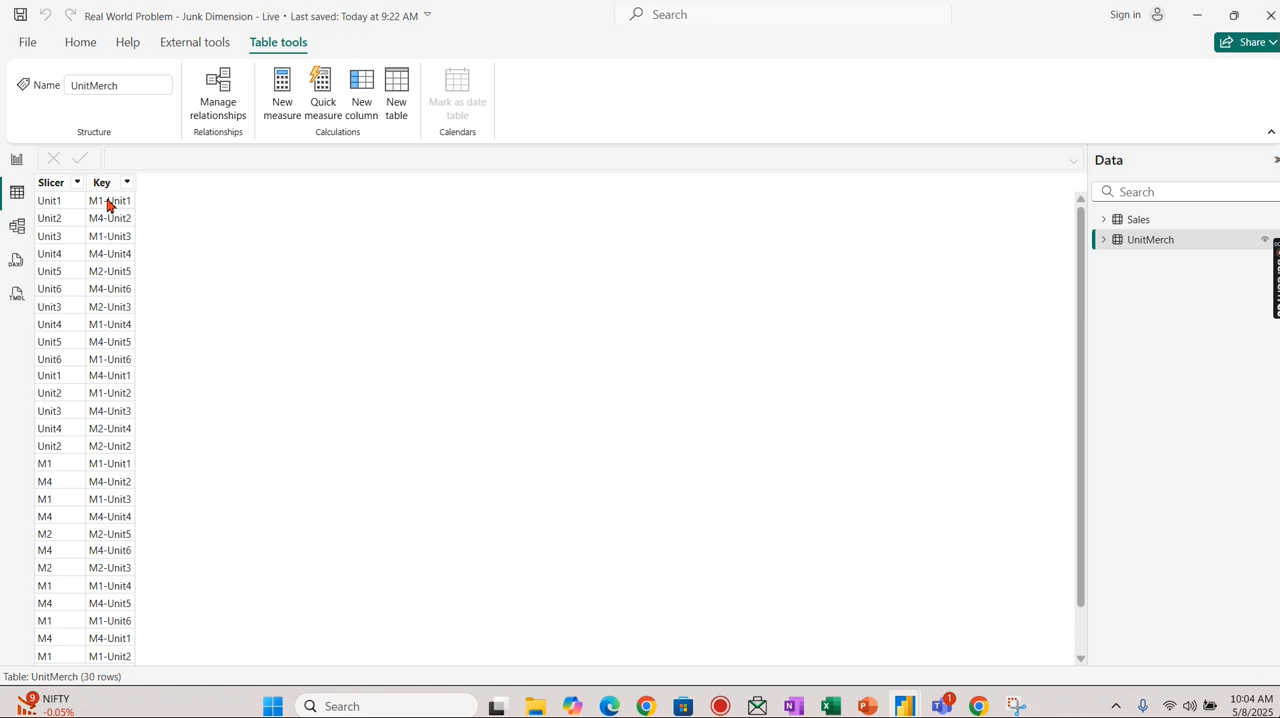 Real World Problem - Junk Dimension - Live • Last saved: Today at 9:22 AM
Search
Sign in
File
Home
Help
External tools
Table tools
Share
Name
UnitMerch
Manage relationships
New measure
Quick measure
New column
New table
Mark as date table
Structure
Relationships
Calculations
Calendars
Slicer Key
Unit1 M1-Unit1
Unit2 M4-Unit2
Unit3 M1-Unit3
Unit4 M4-Unit4
Unit5 M2-Unit5
Unit6 M4-Unit6
Unit3 M2-Unit3
Unit4 M1-Unit4
Unit5 M4-Unit5
Unit6 M1-Unit6
Unit1 M4-Unit1
Unit2 M1-Unit2
Unit3 M4-Unit3
Unit4 M2-Unit4
Unit2 M2-Unit2
M1 M1-Unit1
M4 M4-Unit2
M1 M1-Unit3
M4 M4-Unit4
M2 M2-Unit5
M4 M4-Unit6
M2 M2-Unit3
M1 M1-Unit4
M4 M4-Unit5
M1 M1-Unit6
M4 M4-Unit1
M1 M1-Unit2
DAX
TMDL
Data
Search
Sales
UnitMerch
Table: UnitMerch (30 rows)
9
NIFTY
-0.05%
Search
1
10:04 AM
5/8/2025